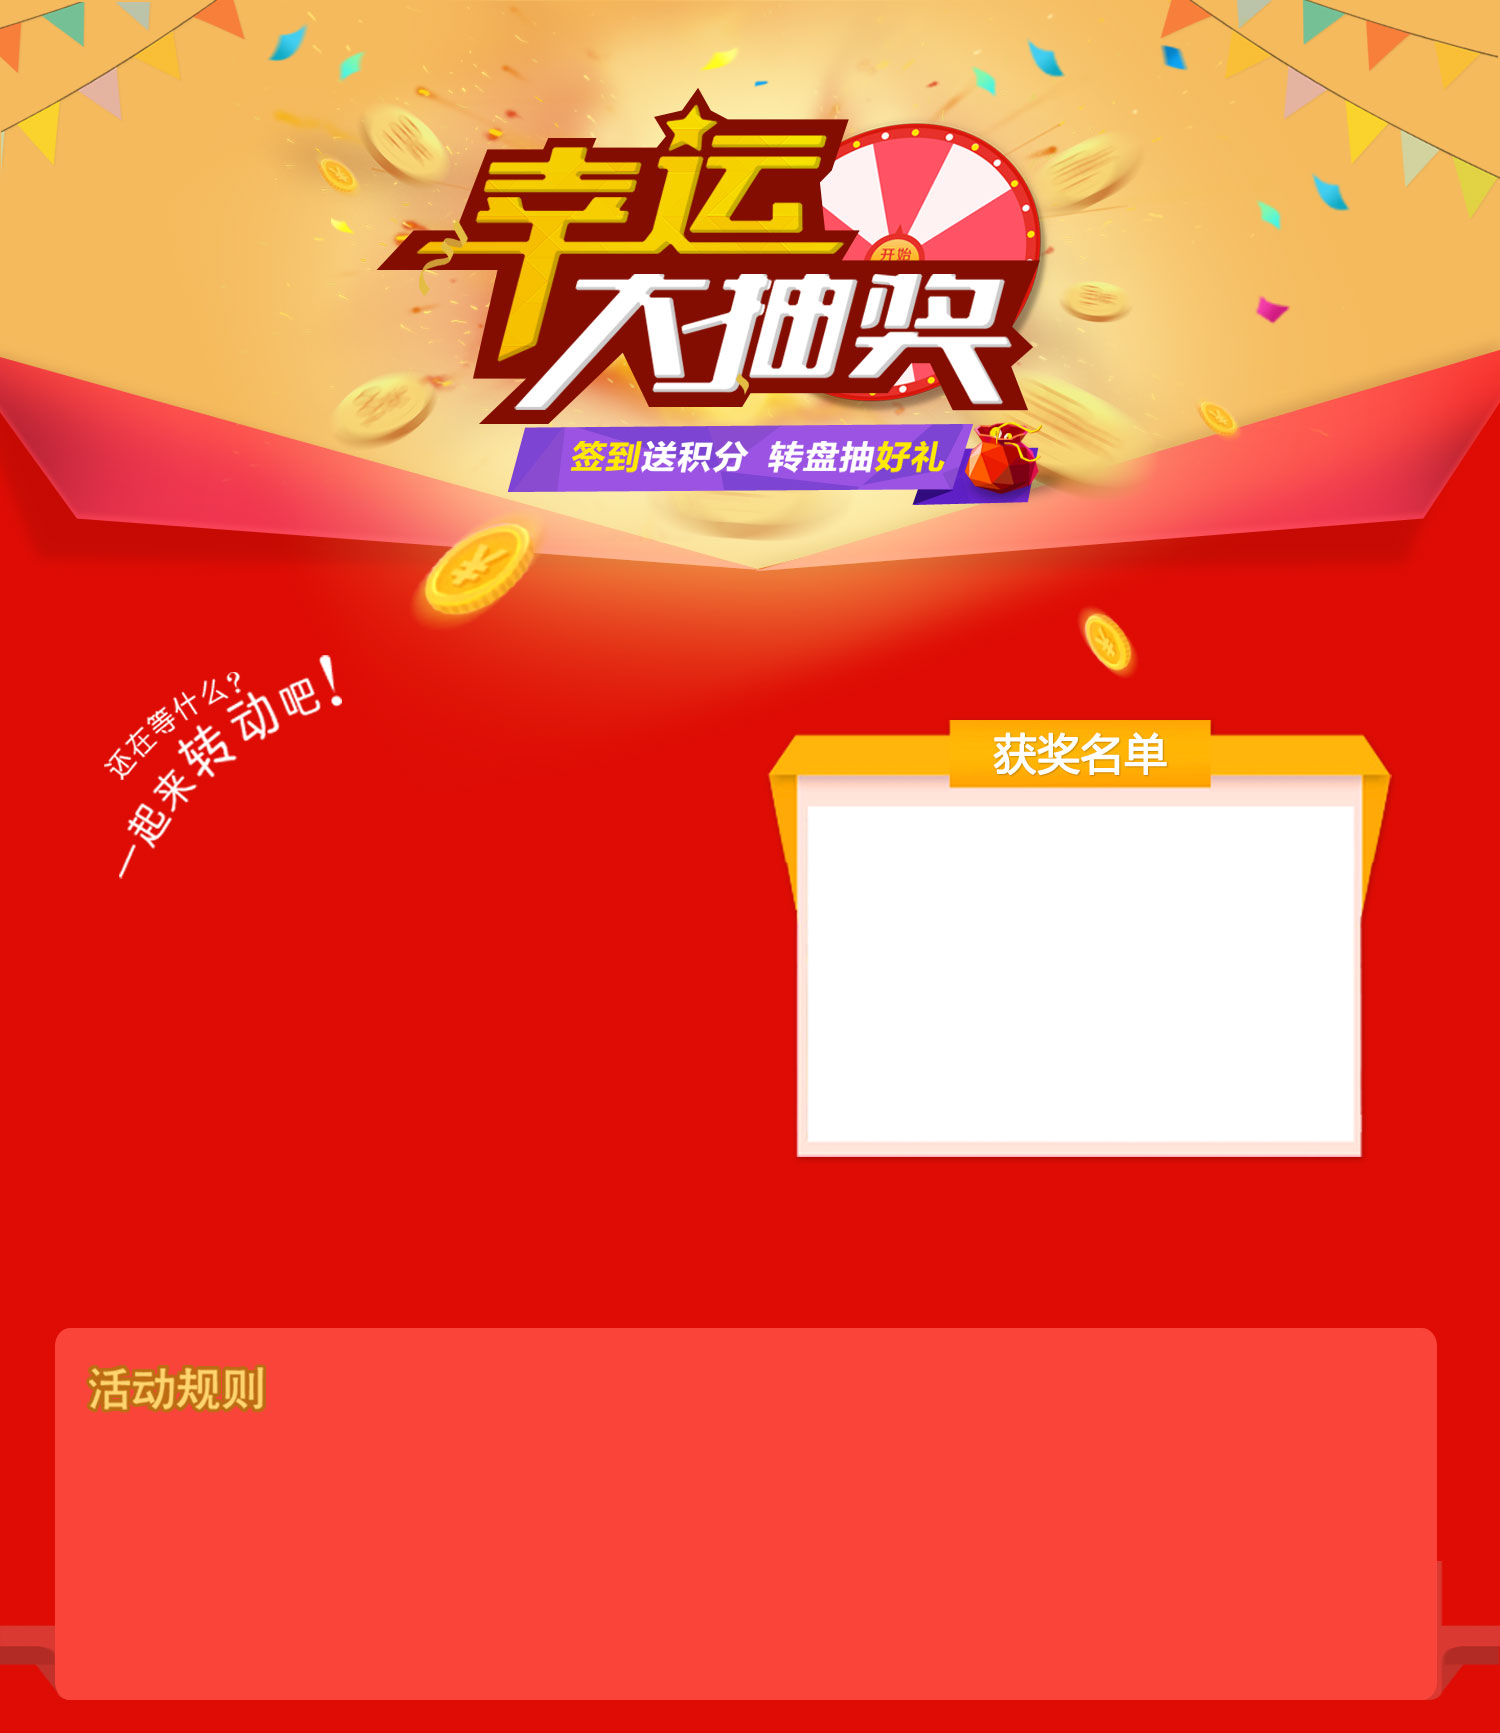 幸运
开始
大抽奖
签到送积分 转盘抽好礼
还在等什么?
一起来转动吧!
获奖名单
活动规则